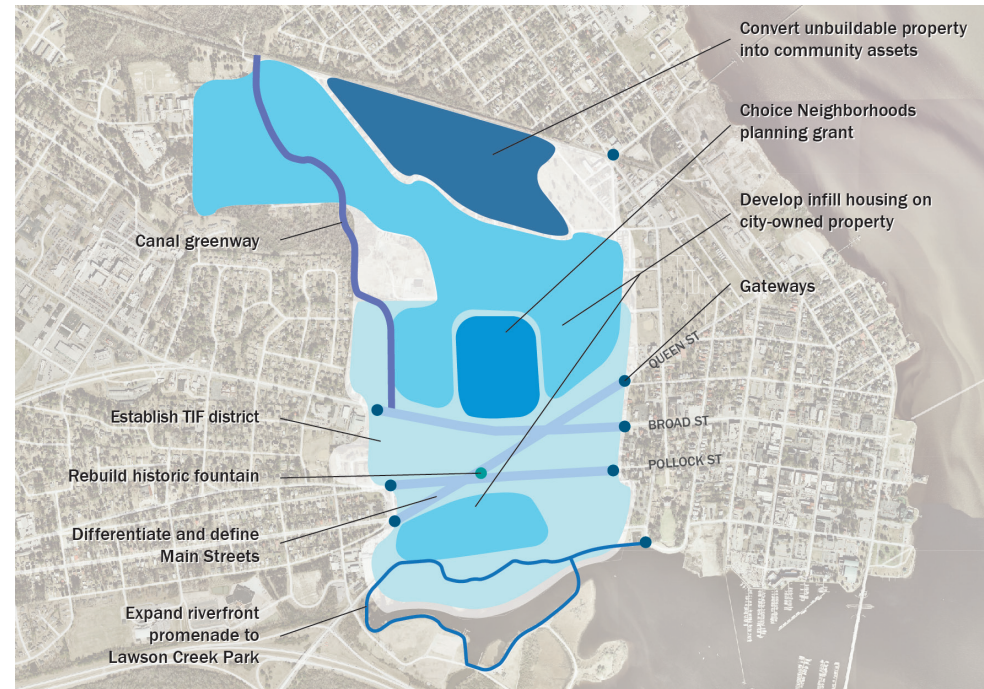 Convert unbuildable property
into community assets
Choice Neighborhoods
planning grant
Develop infill housing on
city-owned property
Canal greenway
Gateways
QUEEN ST
Establish TIF district
BROAD ST
POLLOCK ST
Rebuild historic fountain
Differentiate and define
Main Streets
Expand riverfront
promenade to
Lawson Creek Park